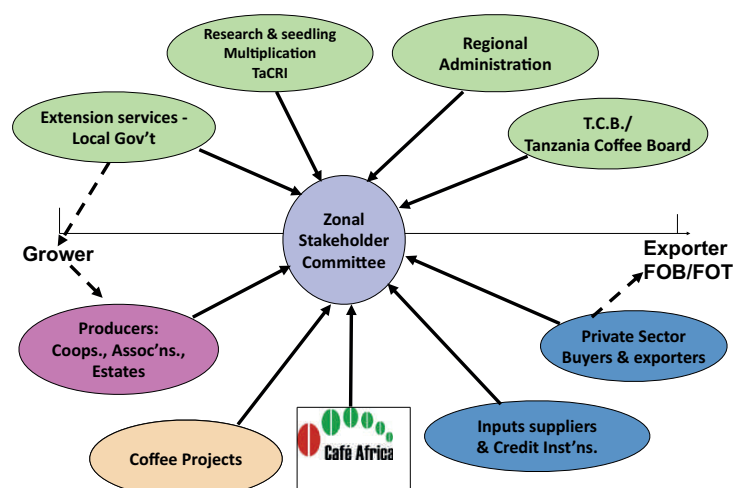 Research & seedling
Multiplication
TaCRI
Regional
Administration
Extension services -
Local Gov't
T.C.B./
Tanzania Coffee Board
Zonal
Stakeholder
Committee
Grower
Exporter
FOB/FOT
Producers:
Coops., Assoc'ns.,
Estates
Private Sector
Buyers & exporters
Coffee Projects
Café Africa
Inputs suppliers
& Credit Inst'ns.